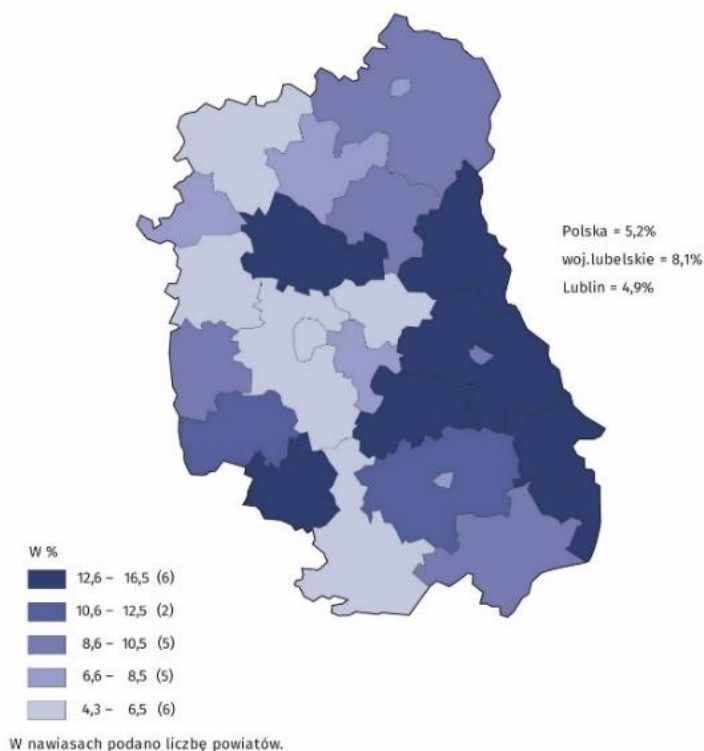 Polska = 5,2%
woj.lubelskie = 8,1%
Lublin = 4,9%
W %
12,6 – 16,5 (6)
10,6 – 12,5 (2)
8,6 – 10,5 (5)
6,6 – 8,5 (5)
4,3 – 6,5 (6)
W nawiasach podano liczbę powiatów.